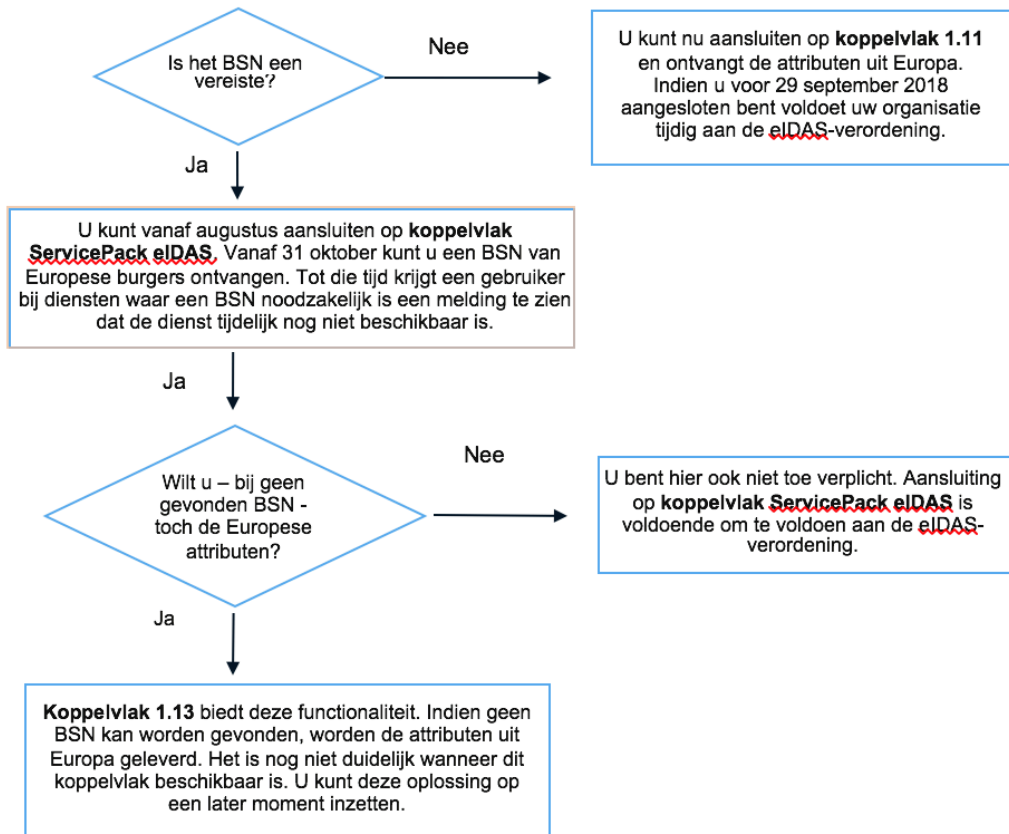 Is het BSN een
vereiste?
Nee
U kunt nu aansluiten op koppelvlak 1.11
en ontvangt de attributen uit Europa.
Indien u voor 29 september 2018
aangesloten bent voldoet uw organisatie
tijdig aan de eIDAS-verordening.
Ja
U kunt vanaf augustus aansluiten op koppelvlak
ServicePack eIDAS. Vanaf 31 oktober kunt u een BSN van
Europese burgers ontvangen. Tot die tijd krijgt een gebruiker
bij diensten waar een BSN noodzakelijk is een melding te zien
dat de dienst tijdelijk nog niet beschikbaar is.
Ja
Wilt u – bij geen
gevonden BSN -
toch de Europese
attributen?
Nee
U bent hier ook niet toe verplicht. Aansluiting
op koppelvlak ServicePack eIDAS is
voldoende om te voldoen aan de eIDAS-
verordening.
Ja
Koppelvlak 1.13 biedt deze functionaliteit. Indien geen
BSN kan worden gevonden, worden de attributen uit
Europa geleverd. Het is nog niet duidelijk wanneer dit
koppelvlak beschikbaar is. U kunt deze oplossing op
een later moment inzetten.